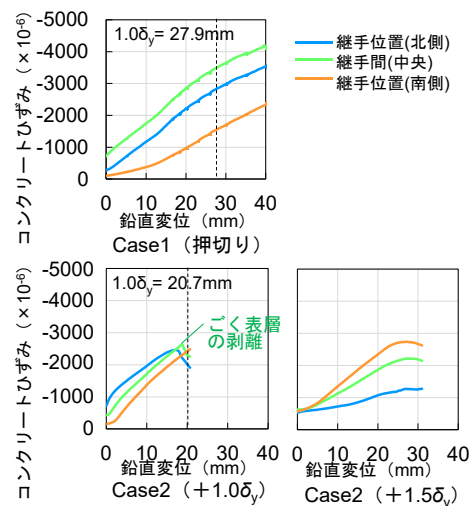 コンクリートひずみ（×10⁻⁶）
-5000
-4000
-3000
-2000
-1000
0
1.0δy= 27.9mm
0 10 20 30 40
鉛直変位（mm）
Case1（押切り）
継手位置(北側)
継手間(中央)
継手位置(南側)
コンクリートひずみ（×10⁻⁶）
-5000
-4000
-3000
-2000
-1000
0
1.0δy= 20.7mm
ごく表層
の剥離
0 10 20 30 40
鉛直変位（mm）
Case2（＋1.0δy）
0 10 20 30 40
鉛直変位（mm）
Case2（＋1.5δy）